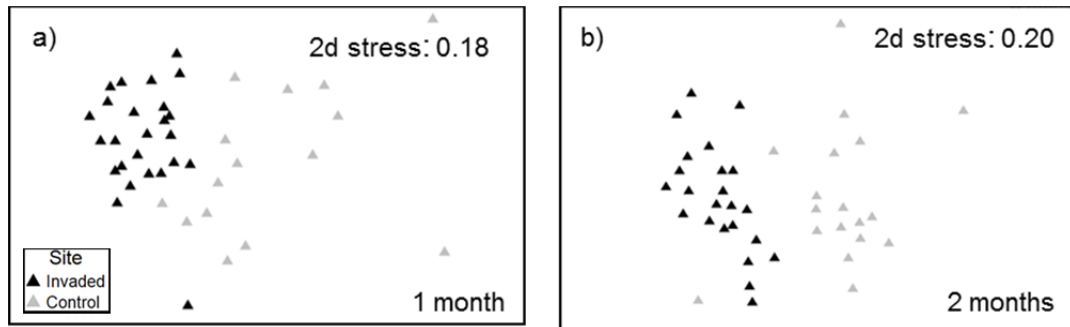 a)
2d stress: 0.18
Site
Invaded
Control
1 month
b)
2d stress: 0.20
2 months